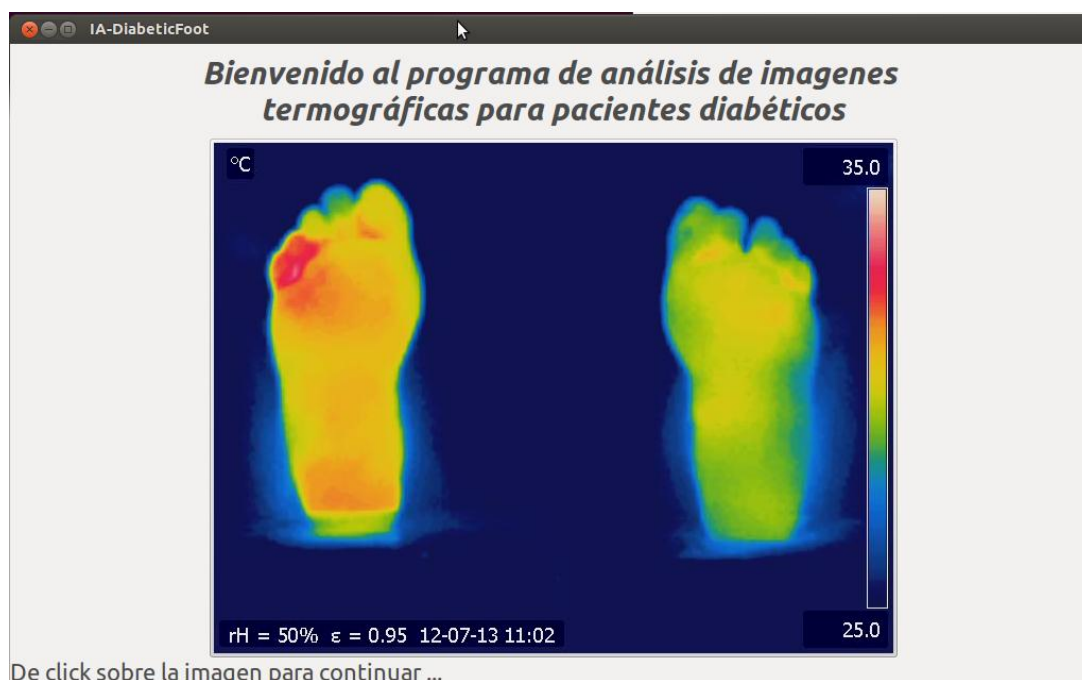 IA-DiabeticFoot
Bienvenido al programa de análisis de imagenes
termográficas para pacientes diabéticos
°C
35.0
25.0
rH = 50% ε = 0.95 12-07-13 11:02
De click sobre la imagen para continuar ...